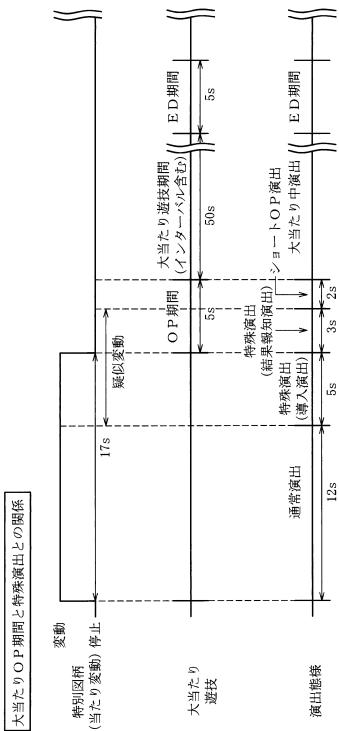 大当たりOP期間と特殊演出との関係
変動
特別図柄
(当たり変動)停止
17s
疑似変動
大当たり
遊技
OP期間
5s
大当たり遊技期間
(インターバル含む)
50s
ED期間
5s
演出態様
通常演出
12s
特殊演出
(導入演出)
5s
特殊演出
(結果報知演出)
3s
ショートOP演出
2s
大当たり中演出
ED期間